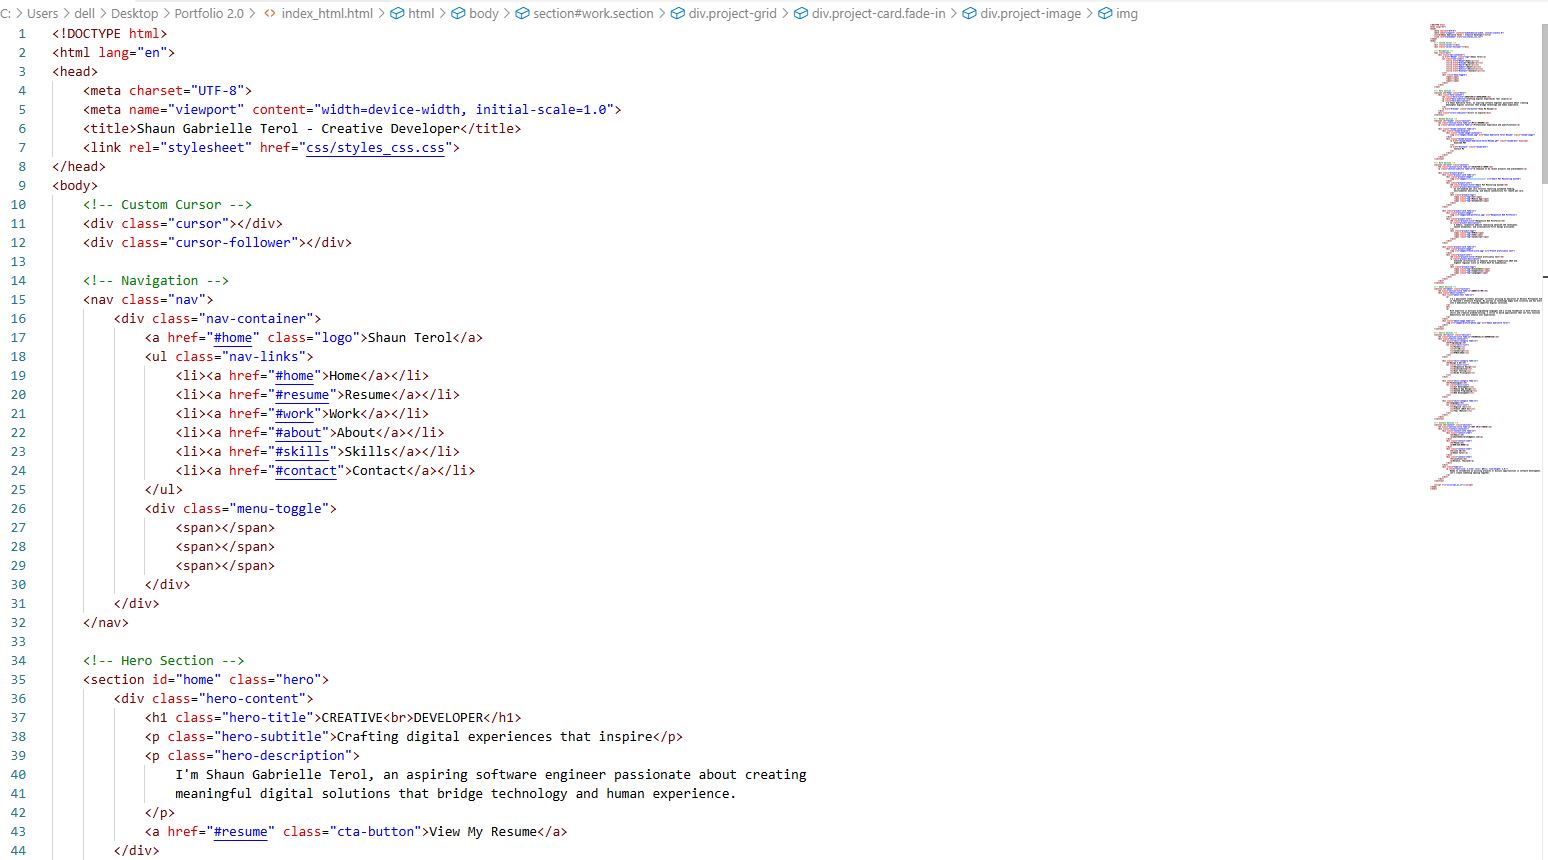 C: > Users > dell > Desktop > Portfolio 2.0 > <> index_html.html > html > body > section#work.section > div.project-grid > div.project-card.fade-in > div.project-image > img
1 <!DOCTYPE html>
2 <html lang="en">
3 <head>
4 <meta charset="UTF-8">
5 <meta name="viewport" content="width=device-width, initial-scale=1.0">
6 <title>Shaun Gabrielle Terol - Creative Developer</title>
7 <link rel="stylesheet" href="css/styles_css.css">
8 </head>
9 <body>
10 <!-- Custom Cursor -->
11 <div class="cursor"></div>
12 <div class="cursor-follower"></div>
13
14 <!-- Navigation -->
15 <nav class="nav">
16 <div class="nav-container">
17 <a href="#home" class="logo">Shaun Terol</a>
18 <ul class="nav-links">
19 <li><a href="#home">Home</a></li>
20 <li><a href="#resume">Resume</a></li>
21 <li><a href="#work">Work</a></li>
22 <li><a href="#about">About</a></li>
23 <li><a href="#skills">Skills</a></li>
24 <li><a href="#contact">Contact</a></li>
25 </ul>
26 <div class="menu-toggle">
27 <span></span>
28 <span></span>
29 <span></span>
30 </div>
31 </div>
32 </nav>
33
34 <!-- Hero Section -->
35 <section id="home" class="hero">
36 <div class="hero-content">
37 <h1 class="hero-title">CREATIVE<br>DEVELOPER</h1>
38 <p class="hero-subtitle">Crafting digital experiences that inspire</p>
39 <p class="hero-description">
40 I'm Shaun Gabrielle Terol, an aspiring software engineer passionate about creating
41 meaningful digital solutions that bridge technology and human experience.
42 </p>
43 <a href="#resume" class="cta-button">View My Resume</a>
44 </div>